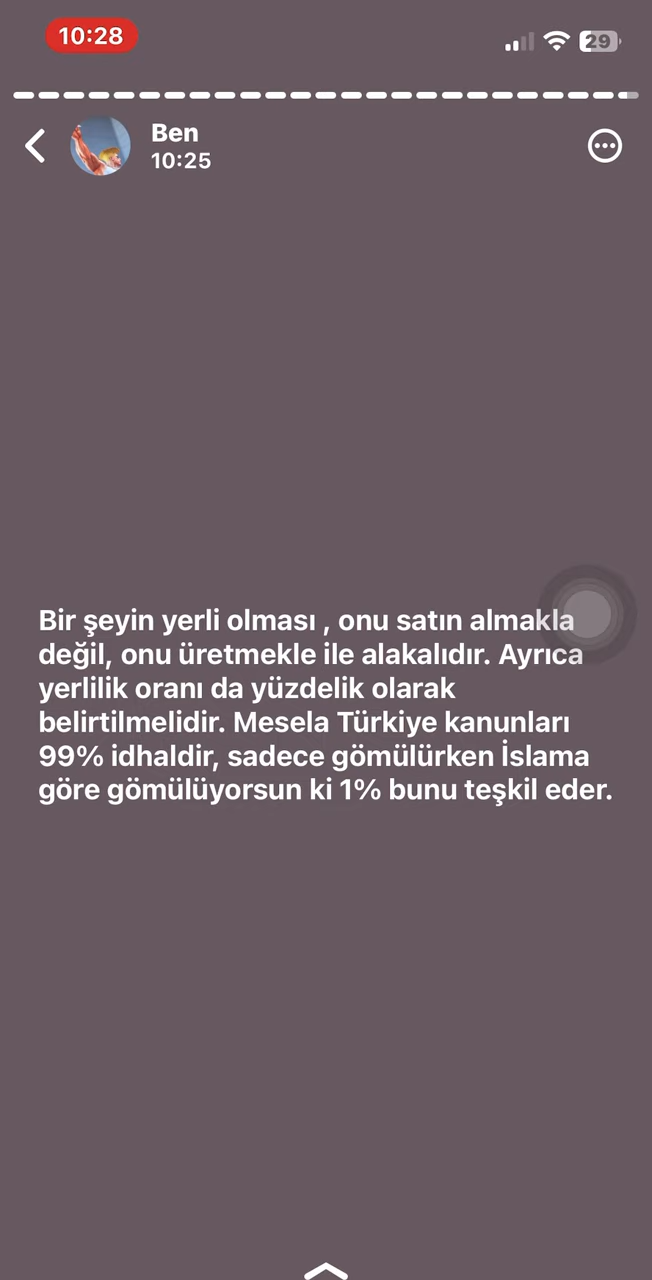 10:28
29
Ben
10:25
Bir şeyin yerli olması , onu satın almakla
değil, onu üretmekle ile alakalıdır. Ayrıca
yerlilik oranı da yüzdelik olarak
belirtilmelidir. Mesela Türkiye kanunları
99% idhaldir, sadece gömülürken İslama
göre gömülüyorsun ki 1% bunu teşkil eder.